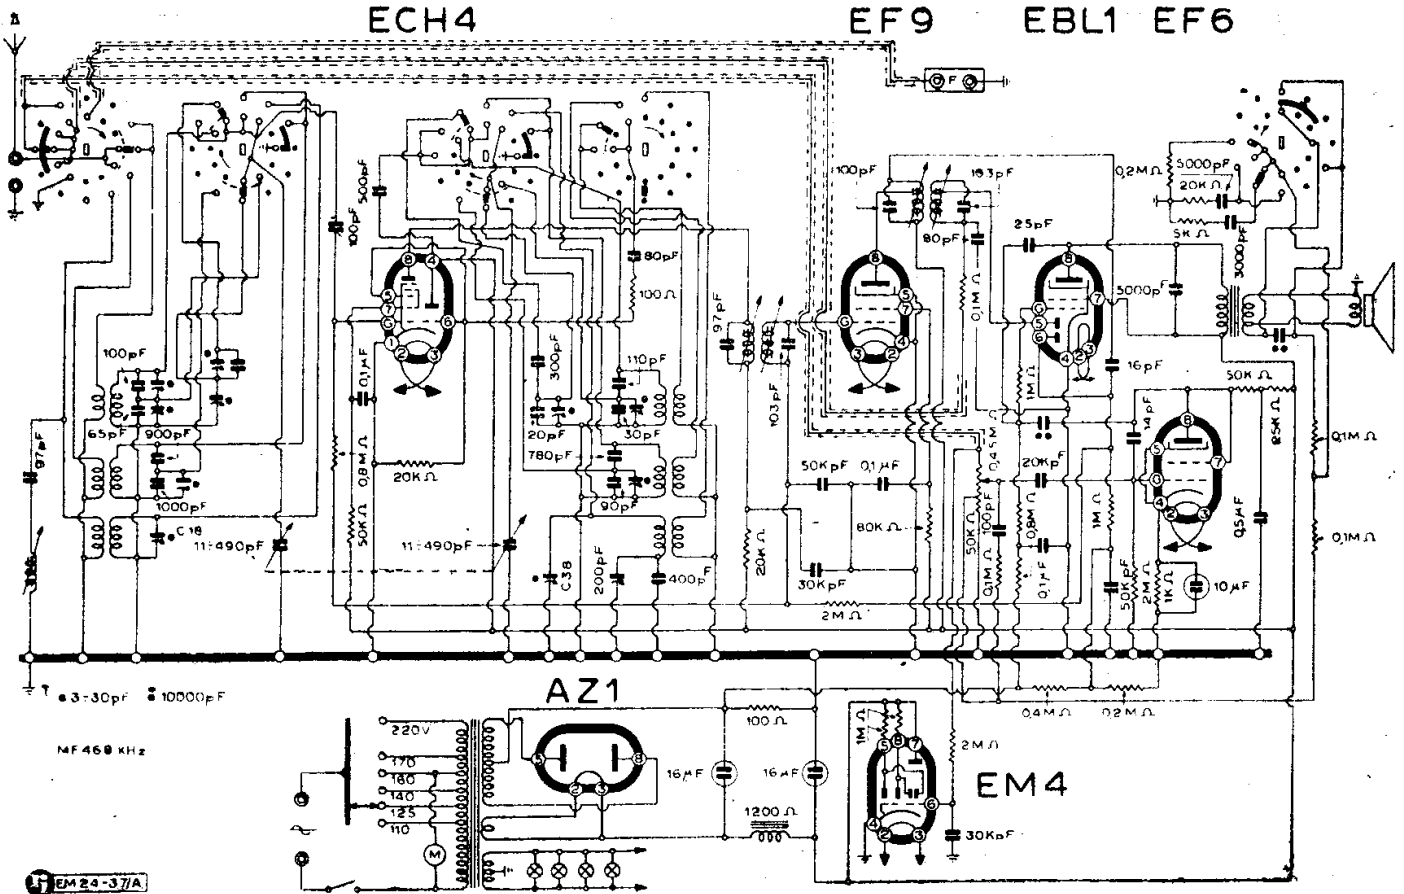 ECH4
EF9
EBL1 EF6
F
500pF
100pF
80pF
100Ω
100pF
65pF
900pF
97pF
1000pF
C18
11÷490pF
0,1µF
0,8MΩ
20KΩ
50KΩ
11÷490pF
300pF
110pF
20pF
30pF
780pF
90pF
C38
200pF
400pF
97pF
103pF
100pF
103pF
80pF
0,1MΩ
50KpF
0,1µF
80KΩ
20KΩ
30KpF
2MΩ
25pF
5000pF
16pF
1MΩ
14pF
0,45MΩ
20KpF
100pF
50KΩ
0,1MΩ
0,8MΩ
0,1µF
1MΩ
50KpF
2MΩ
1KΩ
10µF
0,2MΩ
5000pF
20KΩ
5KΩ
3000pF
50KΩ
25KΩ
0,5µF
0,1MΩ
0,1MΩ
3÷30pF
10000pF
MF 468 KHz
AZ1
220V
170
160
140
125
110
M
100Ω
16µF
16µF
1200Ω
0,4MΩ
0,2MΩ
1MΩ
2MΩ
EM4
30KpF
EM24-37/A